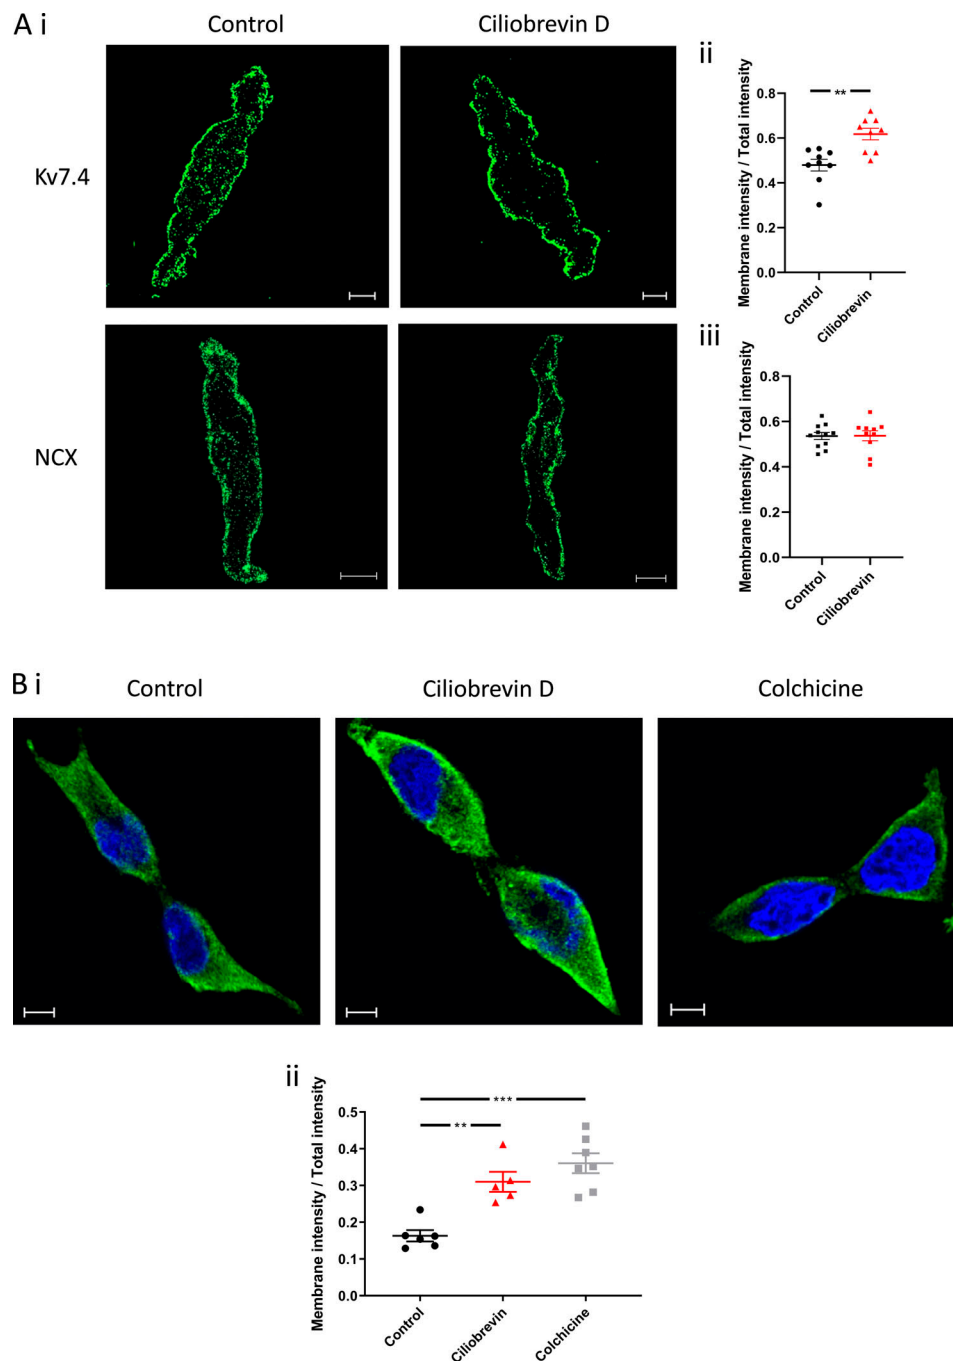 A i
Control
Ciliobrevin D
Kv7.4
NCX
ii
Membrane intensity / Total intensity
0.8
0.6
0.4
0.2
0.0
**
Control
Ciliobrevin
iii
Membrane intensity / Total intensity
0.8
0.6
0.4
0.2
0.0
Control
Ciliobrevin
B i
Control
Ciliobrevin D
Colchicine
ii
Membrane intensity / Total intensity
0.5
0.4
0.3
0.2
0.1
0.0
***
**
Control
Ciliobrevin
Colchicine